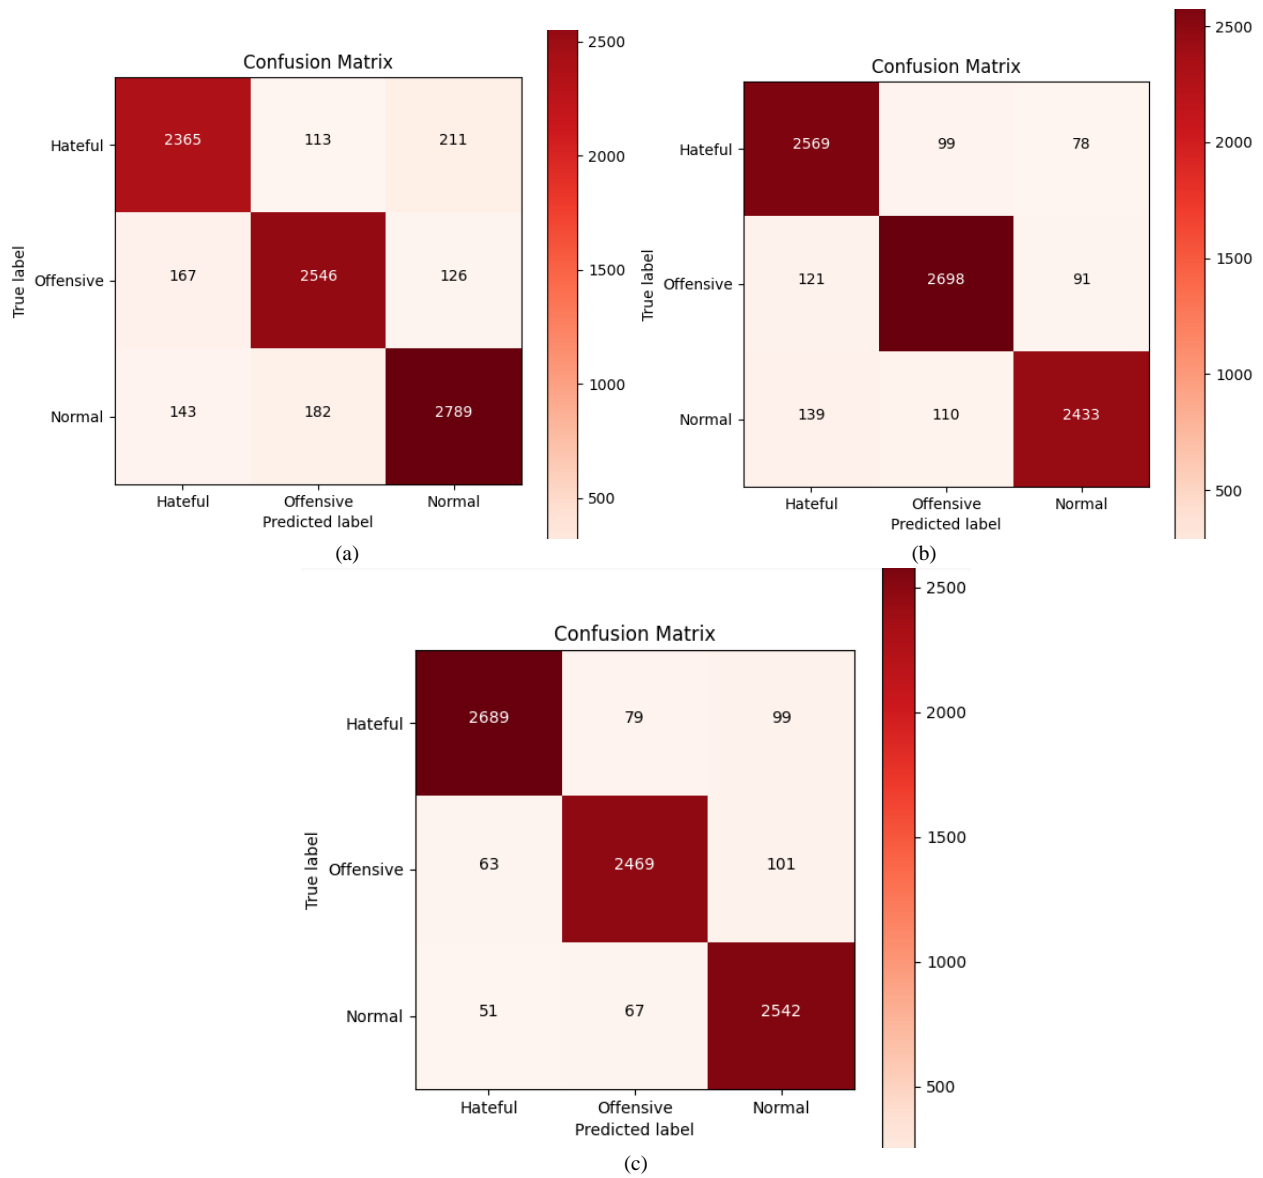 Confusion Matrix
2500
2000
1500
1000
500
Hateful
2365 113 211
Offensive
167 2546 126
Normal
143 182 2789
True label
Hateful Offensive Normal
Predicted label
(a)
Confusion Matrix
2500
2000
1500
1000
500
Hateful
2569 99 78
Offensive
121 2698 91
Normal
139 110 2433
True label
Hateful Offensive Normal
Predicted label
(b)
Confusion Matrix
2500
2000
1500
1000
500
Hateful
2689 79 99
Offensive
63 2469 101
Normal
51 67 2542
True label
Hateful Offensive Normal
Predicted label
(c)